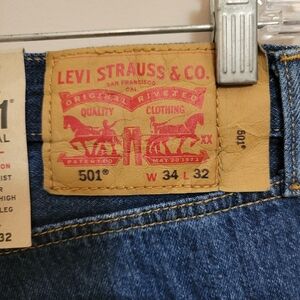 LEVI STRAUSS & CO.
SAN FRANCISCO
CAL.
ORIGINAL RIVETED
QUALITY CLOTHING
XX
PATENTED MAY 20 1873
501® W 34 L 32
501®
32